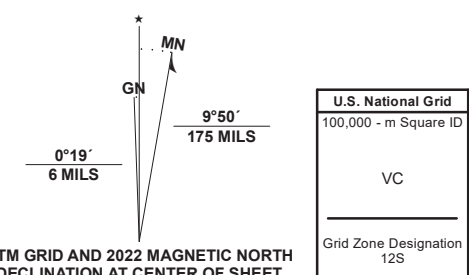 MN
GN
9°50´
175 MILS
0°19´
6 MILS
TM GRID AND 2022 MAGNETIC NORTH
DECLINATION AT CENTER OF SHEET
U.S. National Grid
100,000 - m Square ID
VC
Grid Zone Designation
12S